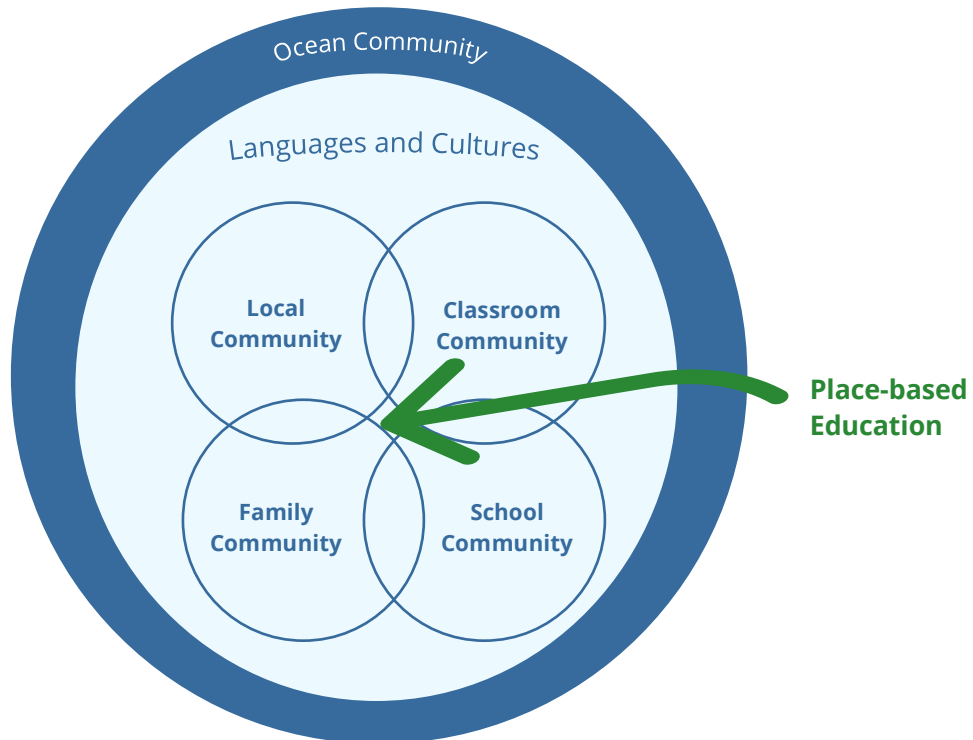 Ocean Community
Languages and Cultures
Local
Community
Classroom
Community
Place-based
Education
Family
Community
School
Community